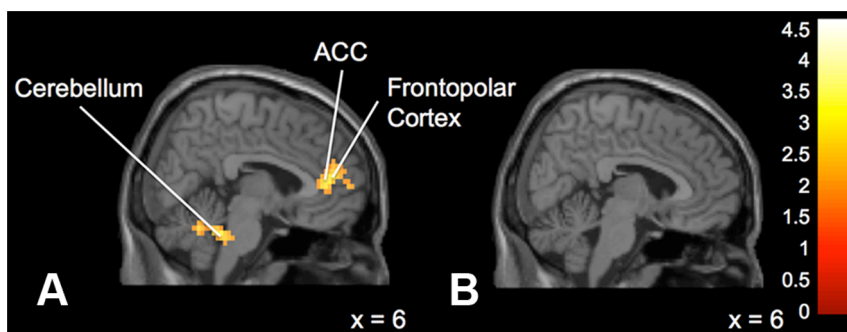 ACC
Cerebellum
Frontopolar
Cortex
A
x = 6
B
x = 6
4.5
4
3.5
3
2.5
2
1.5
1
0.5
0